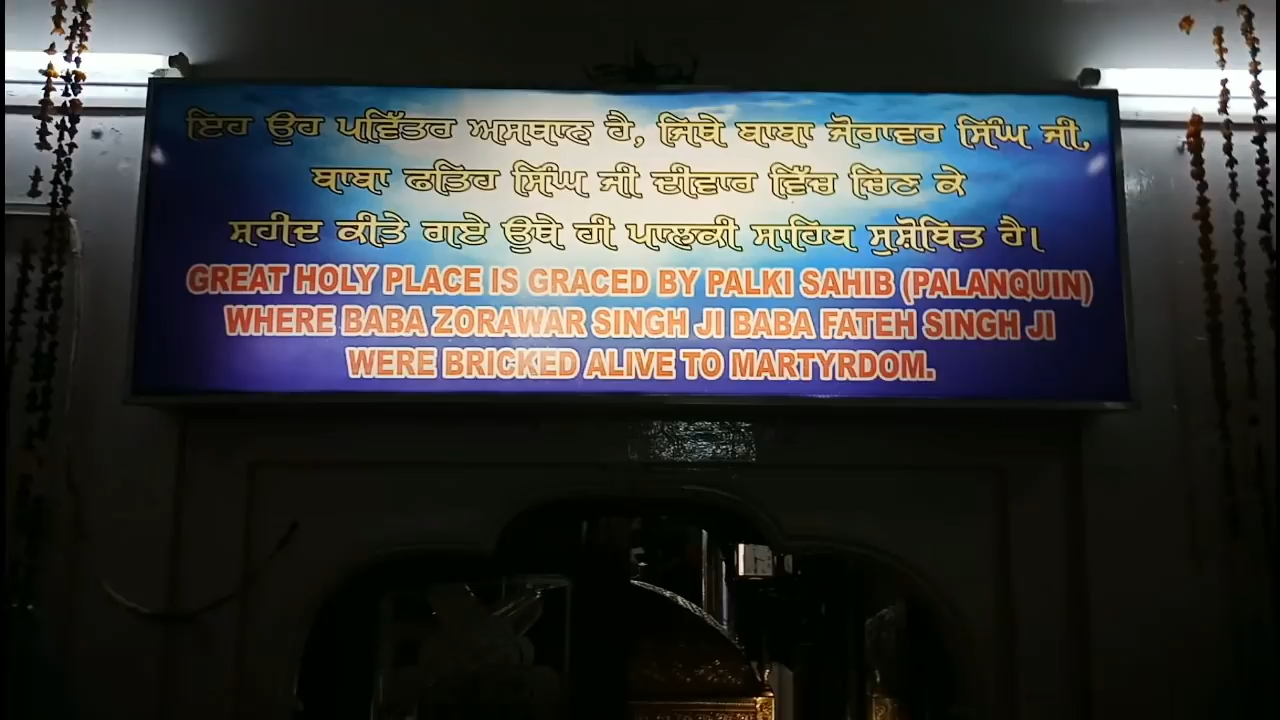 ਇਹ ਉਹ ਪਵਿੱਤਰ ਅਸਥਾਨ ਹੈ, ਜਿਥੇ ਬਾਬਾ ਜੋਰਾਵਰ ਸਿੰਘ ਜੀ,
ਬਾਬਾ ਫਤਿਹ ਸਿੰਘ ਜੀ ਦੀਵਾਰ ਵਿੱਚ ਚਿਣ ਕੇ
ਸ਼ਹੀਦ ਕੀਤੇ ਗਏ ਉਥੇ ਹੀ ਪਾਲਕੀ ਸਾਹਿਬ ਸੁਸ਼ੋਬਿਤ ਹੈ।
GREAT HOLY PLACE IS GRACED BY PALKI SAHIB (PALANQUIN)
WHERE BABA ZORAWAR SINGH JI BABA FATEH SINGH JI
WERE BRICKED ALIVE TO MARTYRDOM.